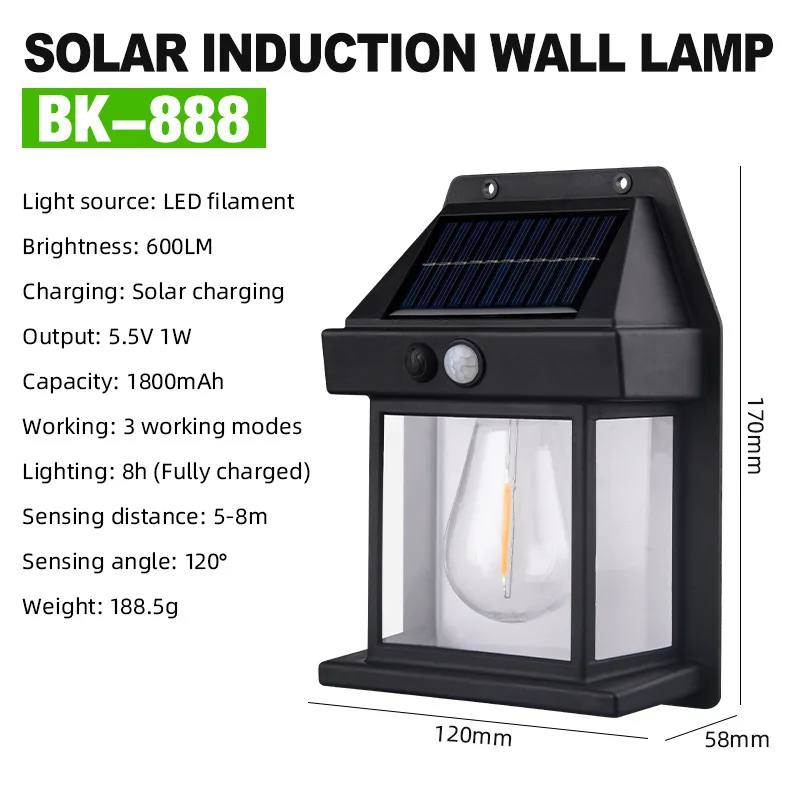 SOLAR INDUCTION WALL LAMP
BK-888
Light source: LED filament
Brightness: 600LM
Charging: Solar charging
Output: 5.5V 1W
Capacity: 1800mAh
Working: 3 working modes
Lighting: 8h (Fully charged)
Sensing distance: 5-8m
Sensing angle: 120°
Weight: 188.5g
170mm
120mm
58mm